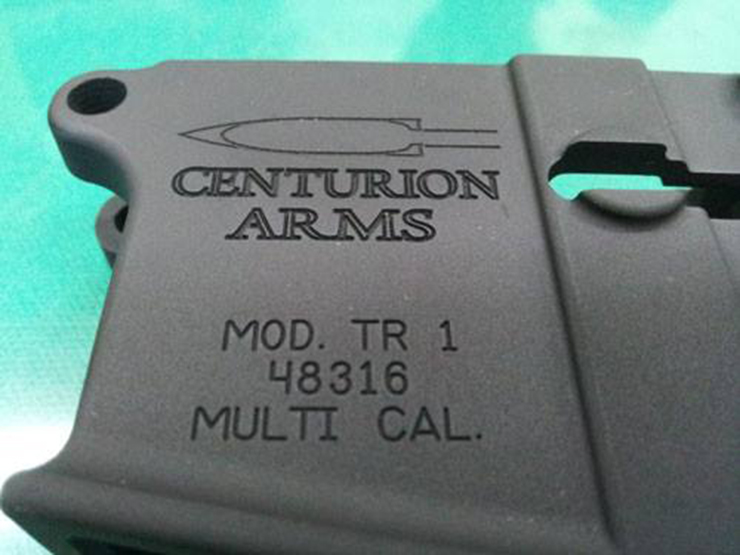 CENTURION
ARMS
MOD. TR 1
48316
MULTI CAL.